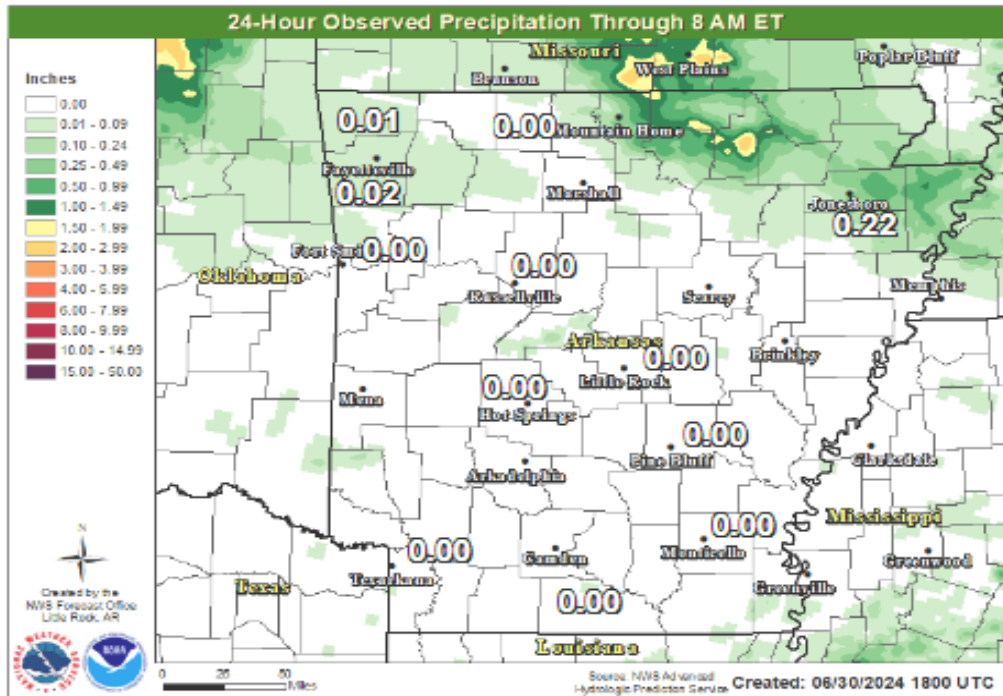 24-Hour Observed Precipitation Through 8 AM ET
Inches
0.00
0.01 - 0.09
0.10 - 0.24
0.25 - 0.49
0.50 - 0.99
1.00 - 1.49
1.50 - 1.99
2.00 - 2.99
3.00 - 3.99
4.00 - 5.99
6.00 - 7.99
8.00 - 9.99
10.00 - 14.99
15.00 - 50.00
Missouri
Branson
West Plains
Poplar Bluff
0.01
0.00
Mountain Home
Fayetteville
0.02
Marshall
Jonesboro
0.22
Fort Smi
0.00
Oklahoma
0.00
Russellville
Searcy
Memphis
Arkansas
0.00
Brinkley
Little Rock
Mena
0.00
Hot Springs
0.00
Pine Bluff
Clarksdale
Arkadelphia
0.00
Mississippi
Monticello
0.00
Camden
Greenwood
Texarkana
Texas
Greenville
0.00
Louisiana
N
Created by the
NWS Forecast Office
Little Rock, AR
NATIONAL WEATHER SERVICE
NOAA
0 25 50
Miles
Source: NWS Advanced
Hydrologic Prediction Service
Created: 06/30/2024 1800 UTC